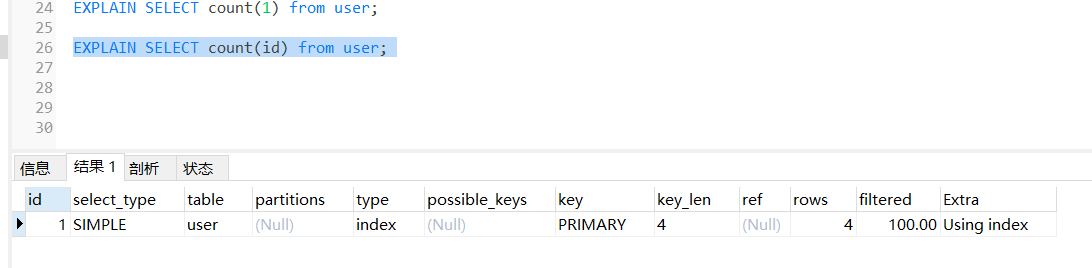 24 EXPLAIN SELECT count(1) from user;
25
26 EXPLAIN SELECT count(id) from user;
27
28
29
30
信息 结果 1 剖析 状态
id select_type table partitions type possible_keys key key_len ref rows filtered Extra
1 SIMPLE user (Null) index (Null) PRIMARY 4 (Null) 4 100.00 Using index